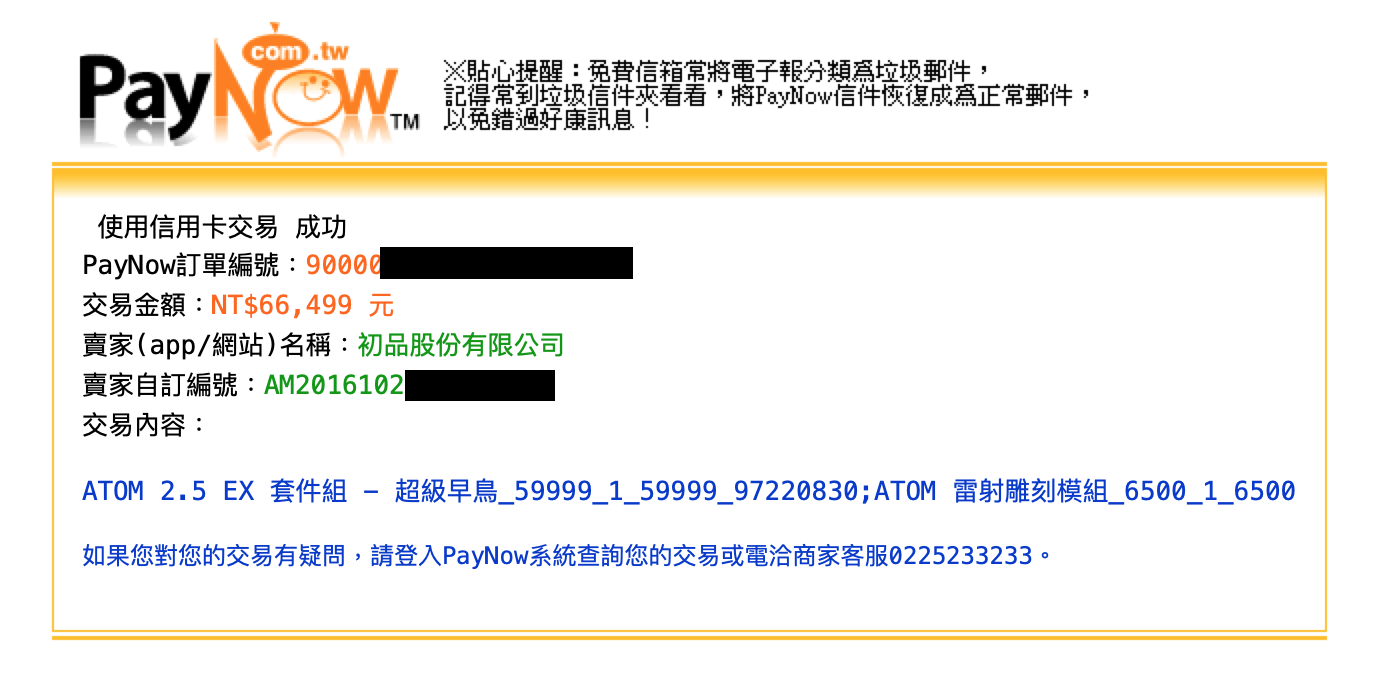 PayNow com.tw TM
※貼心提醒：免費信箱常將電子報分類為垃圾郵件，
記得常到垃圾信件夾看看，將PayNow信件恢復成為正常郵件，
以免錯過好康訊息！
使用信用卡交易 成功
PayNow訂單編號：90000
交易金額：NT$66,499 元
賣家(app/網站)名稱：初品股份有限公司
賣家自訂編號：AM2016102
交易內容：
ATOM 2.5 EX 套件組 – 超級早鳥_59999_1_59999_97220830;ATOM 雷射雕刻模組_6500_1_6500
如果您對您的交易有疑問，請登入PayNow系統查詢您的交易或電洽商家客服0225233233。